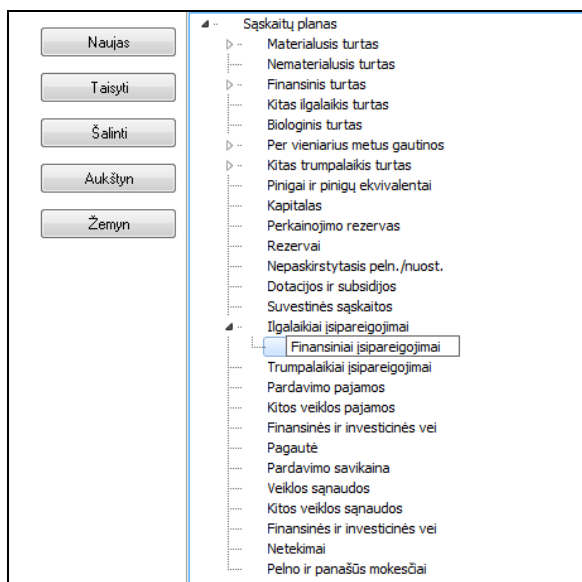 Naujas
Taisyti
Šalinti
Aukštyn
Žemyn
Sąskaitų planas
Materialusis turtas
Nematerialusis turtas
Finansinis turtas
Kitas ilgalaikis turtas
Biologinis turtas
Per vieniarius metus gautinos
Kitas trumpalaikis turtas
Pinigai ir pinigų ekvivalentai
Kapitalas
Perkainojimo rezervas
Rezervai
Nepaskirstytasis peln./nuost.
Dotacijos ir subsidijos
Suvestinės sąskaitos
Ilgalaikiai įsipareigojimai
Finansiniai įsipareigojimai
Trumpalaikiai įsipareigojimai
Pardavimo pajamos
Kitos veiklos pajamos
Finansinės ir investicinės vei
Pagautė
Pardavimo savikaina
Veiklos sąnaudos
Kitos veiklos sąnaudos
Finansinės ir investicinės vei
Netekimai
Pelno ir panašūs mokesčiai